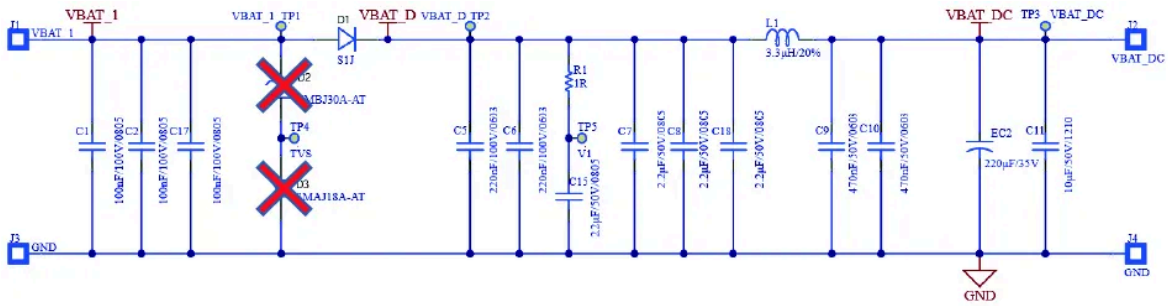 VBAT_1
VBAT_1_TP1
VBAT_D
VBAT_D_TP2
VBAT_DC
TP3 VBAT_DC
J1
VBAT_1
D1
S1J
L1
3.3μH/20%
J2
VBAT_DC
MBJ30A-AT
R1
1R
C1
100nF/100V/0805
C2
100nF/100V/0805
C17
100nF/100V/0805
TP4
TVS
D3
MAJ18A-AT
C5
220nF/100V/0603
C6
220nF/100V/0603
TP5
V1
C15
2.2μF/50V/0805
C7
2.2μF/50V/0805
C8
2.2μF/50V/0805
C18
2.2μF/50V/0805
C9
470nF/50V/0603
C10
470nF/50V/0603
EC2
220μF/35V
C11
10μF/50V/1210
J3
GND
J4
GND
GND